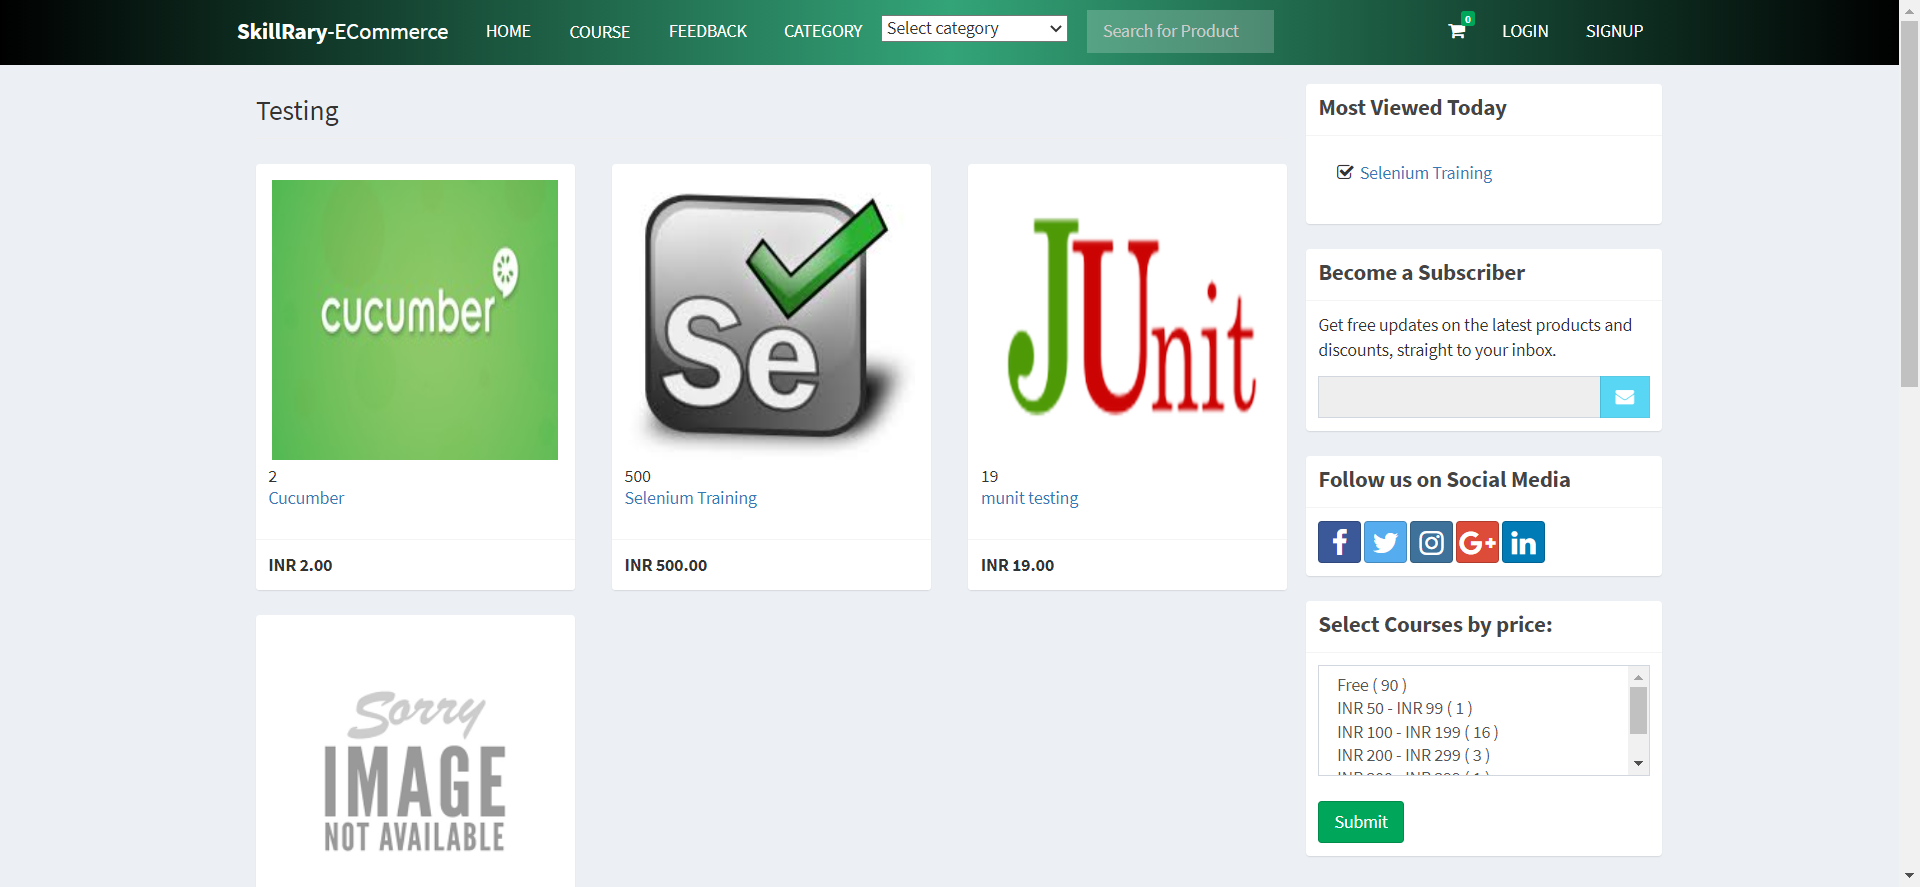 SkillRary-ECommerce HOME COURSE FEEDBACK CATEGORY Select category Search for Product 0 LOGIN SIGNUP
Testing
cucumber
2
Cucumber
INR 2.00
Se
500
Selenium Training
INR 500.00
JUnit
19
munit testing
INR 19.00
Sorry
IMAGE
NOT AVAILABLE
Most Viewed Today
Selenium Training
Become a Subscriber
Get free updates on the latest products and
discounts, straight to your inbox.
Follow us on Social Media
f
G+
in
Select Courses by price:
Free ( 90 )
INR 50 - INR 99 ( 1 )
INR 100 - INR 199 ( 16 )
INR 200 - INR 299 ( 3 )
Submit